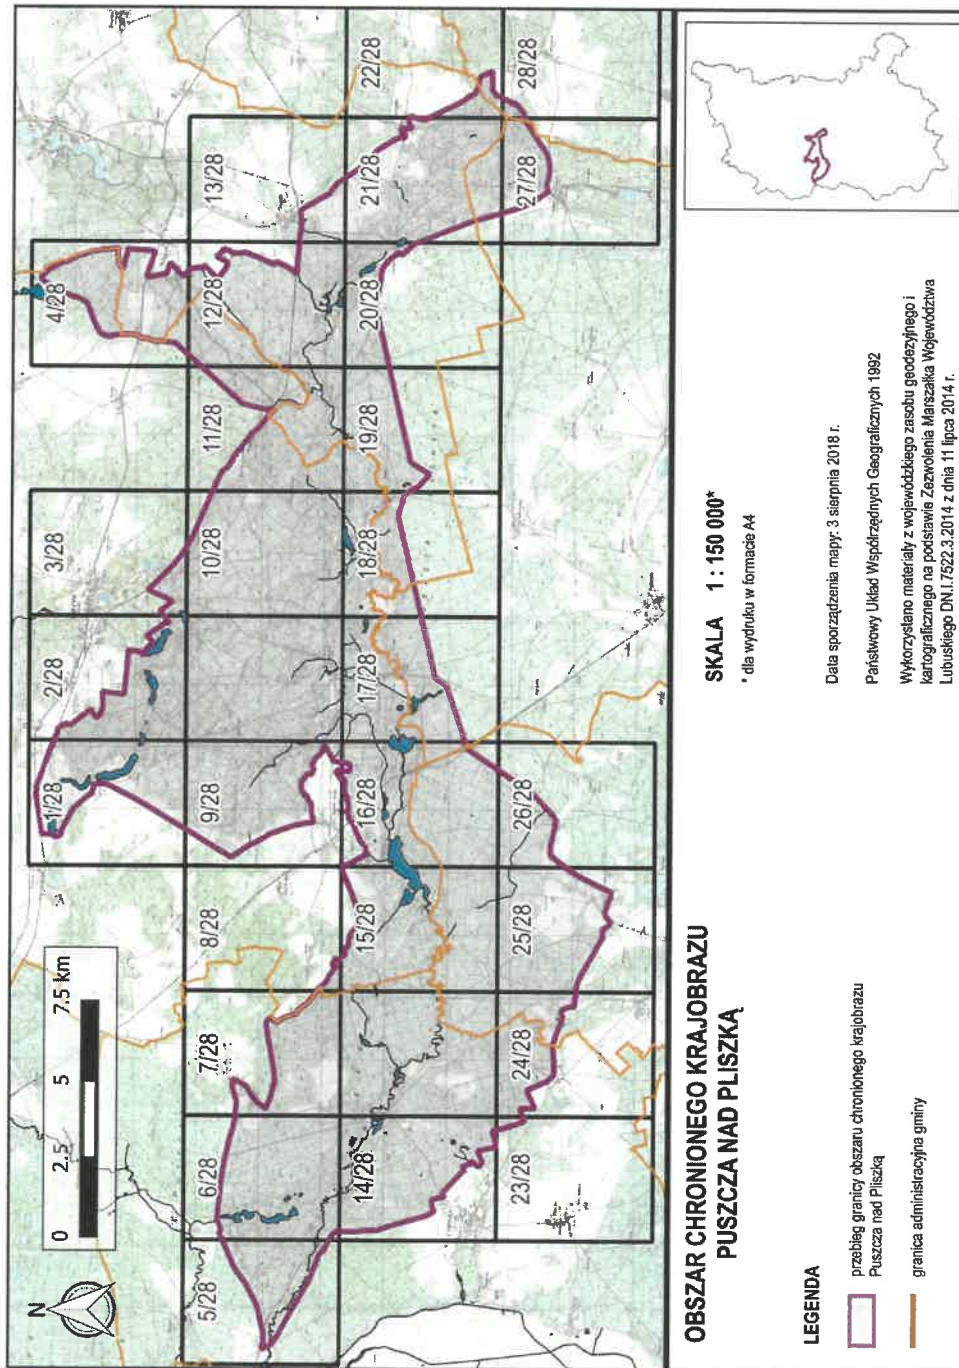 N
0 2.5 5 7.5 km
1/28
2/28
3/28
4/28
5/28
6/28
7/28
8/28
9/28
10/28
11/28
12/28
13/28
14/28
15/28
16/28
17/28
18/28
19/28
20/28
21/28
22/28
23/28
24/28
25/28
26/28
27/28
28/28
OBSZAR CHRONIONEGO KRAJOBRAZU
PUSZCZA NAD PLISZKĄ
LEGENDA
przebieg granicy obszaru chronionego krajobrazu
Puszcza nad Pliszką
granica administracyjna gminy
SKALA 1 : 150 000*
* dla wydruku w formacie A4
Data sporządzenia mapy: 3 sierpnia 2018 r.
Państwowy Układ Współrzędnych Geograficznych 1992
Wykorzystano materiały z wojewódzkiego zasobu geodezyjnego i
kartograficznego na podstawie Zezwolenia Marszałka Województwa
Lubuskiego DN.I.7522.3.2014 z dnia 11 lipca 2014 r.